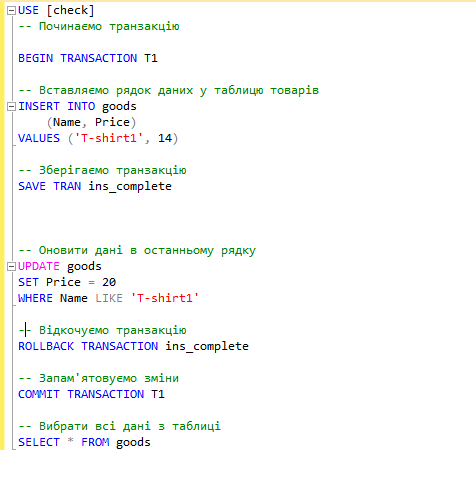 USE [check]
-- Починаємо транзакцію
BEGIN TRANSACTION T1
-- Вставляємо рядок даних у таблицю товарів
INSERT INTO goods
(Name, Price)
VALUES ('T-shirt1', 14)
-- Зберігаємо транзакцію
SAVE TRAN ins_complete
-- Оновити дані в останньому рядку
UPDATE goods
SET Price = 20
WHERE Name LIKE 'T-shirt1'
-- Відкочуємо транзакцію
ROLLBACK TRANSACTION ins_complete
-- Запам'ятовуємо зміни
COMMIT TRANSACTION T1
-- Вибрати всі дані з таблиці
SELECT * FROM goods